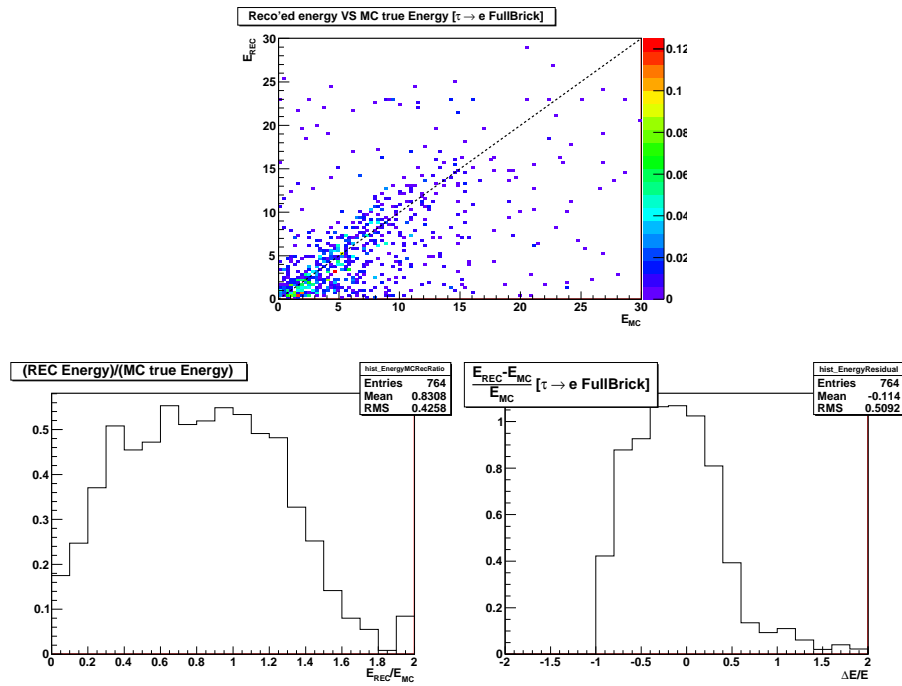 Reco'ed energy VS MC true Energy [τ → e FullBrick]
E_REC
30
25
20
15
10
5
0
0 5 10 15 20 25 30
E_MC
0.12
0.1
0.08
0.06
0.04
0.02
0
(REC Energy)/(MC true Energy)
hist_EnergyMCRecRatio
Entries 764
Mean 0.8308
RMS 0.4258
0.5
0.4
0.3
0.2
0.1
0
0 0.2 0.4 0.6 0.8 1 1.2 1.4 1.6 1.8 2
E_REC/E_MC
E_REC-E_MC
E_MC
[τ → e FullBrick]
hist_EnergyResidual
Entries 764
Mean -0.114
RMS 0.5092
1
0.8
0.6
0.4
0.2
0
-2 -1.5 -1 -0.5 0 0.5 1 1.5 2
ΔE/E